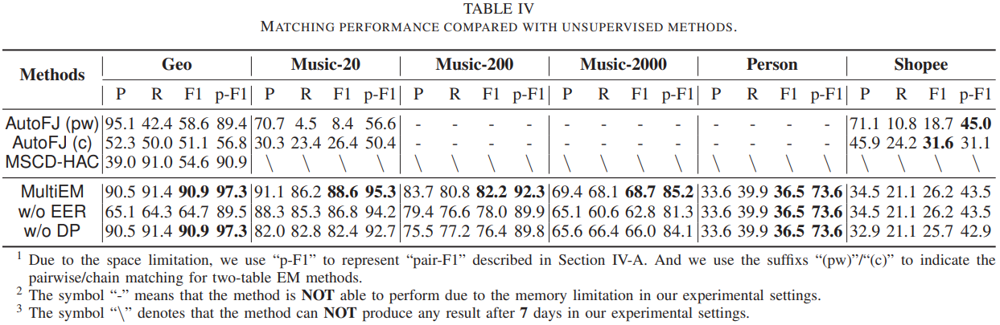 TABLE IV
MATCHING PERFORMANCE COMPARED WITH UNSUPERVISED METHODS.
Methods Geo Music-20 Music-200 Music-2000 Person Shopee
P R F1 p-F1 P R F1 p-F1 P R F1 p-F1 P R F1 p-F1 P R F1 p-F1 P R F1 p-F1
AutoFJ (pw) 95.1 42.4 58.6 89.4 70.7 4.5 8.4 56.6 - - - - - - - - - - - - 71.1 10.8 18.7 45.0
AutoFJ (c) 52.3 50.0 51.1 56.8 30.3 23.4 26.4 50.4 - - - - - - - - - - - - 45.9 24.2 31.6 31.1
MSCD-HAC 39.0 91.0 54.6 90.9 \ \ \ \ \ \ \ \ \ \ \ \ \ \ \ \ \ \ \ \
MultiEM 90.5 91.4 90.9 97.3 91.1 86.2 88.6 95.3 83.7 80.8 82.2 92.3 69.4 68.1 68.7 85.2 33.6 39.9 36.5 73.6 34.5 21.1 26.2 43.5
w/o EER 65.1 64.3 64.7 89.5 88.3 85.3 86.8 94.2 79.4 76.6 78.0 89.9 65.1 60.6 62.8 81.3 33.6 39.9 36.5 73.6 34.5 21.1 26.2 43.5
w/o DP 90.5 91.4 90.9 97.3 82.0 82.8 82.4 92.7 75.5 77.2 76.4 89.8 65.6 66.4 66.0 84.1 33.6 39.9 36.5 73.6 32.9 21.1 25.7 42.9
1 Due to the space limitation, we use “p-F1” to represent “pair-F1” described in Section IV-A. And we use the suffixs “(pw)”/“(c)” to indicate the
pairwise/chain matching for two-table EM methods.
2 The symbol “-” means that the method is NOT able to perform due to the memory limitation in our experimental settings.
3 The symbol “\” denotes that the method can NOT produce any result after 7 days in our experimental settings.